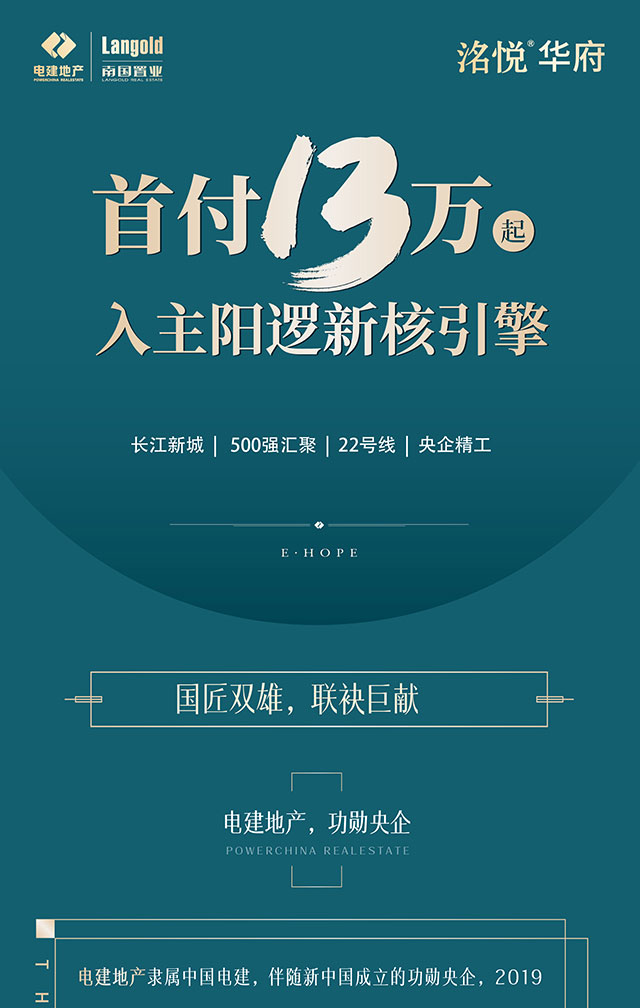 电建地产
POWERCHINA REALESTATE
Langold
南国置业
LANGOLD REAL ESTATE
洺悦®华府
首付13万起
入主阳逻新核引擎
长江新城 | 500强汇聚 | 22号线 | 央企精工
E·HOPE
国匠双雄，联袂巨献
电建地产，功勋央企
POWERCHINA REALESTATE
电建地产隶属中国电建，伴随新中国成立的功勋央企，2019
TH